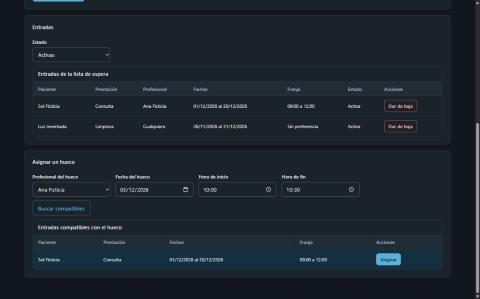 Entradas
Estado
Activas
Entradas de la lista de espera
Paciente Prestación Profesional Fechas Franja Estado Acciones
Sol Ficticia Consulta Ana Ficticia 01/12/2026 al 20/12/2026 09:00 a 12:00 Activa Dar de baja
Luz Inventada Limpieza Cualquiera 26/11/2026 al 31/12/2026 Sin preferencia Activa Dar de baja
Asignar un hueco
Profesional del hueco Fecha del hueco Hora de inicio Hora de fin
Ana Ficticia 03/12/2026 10:00 10:30
Buscar compatibles
Entradas compatibles con el hueco
Paciente Prestación Fechas Franja Acciones
Sol Ficticia Consulta 01/12/2026 al 20/12/2026 09:00 a 12:00 Asignar